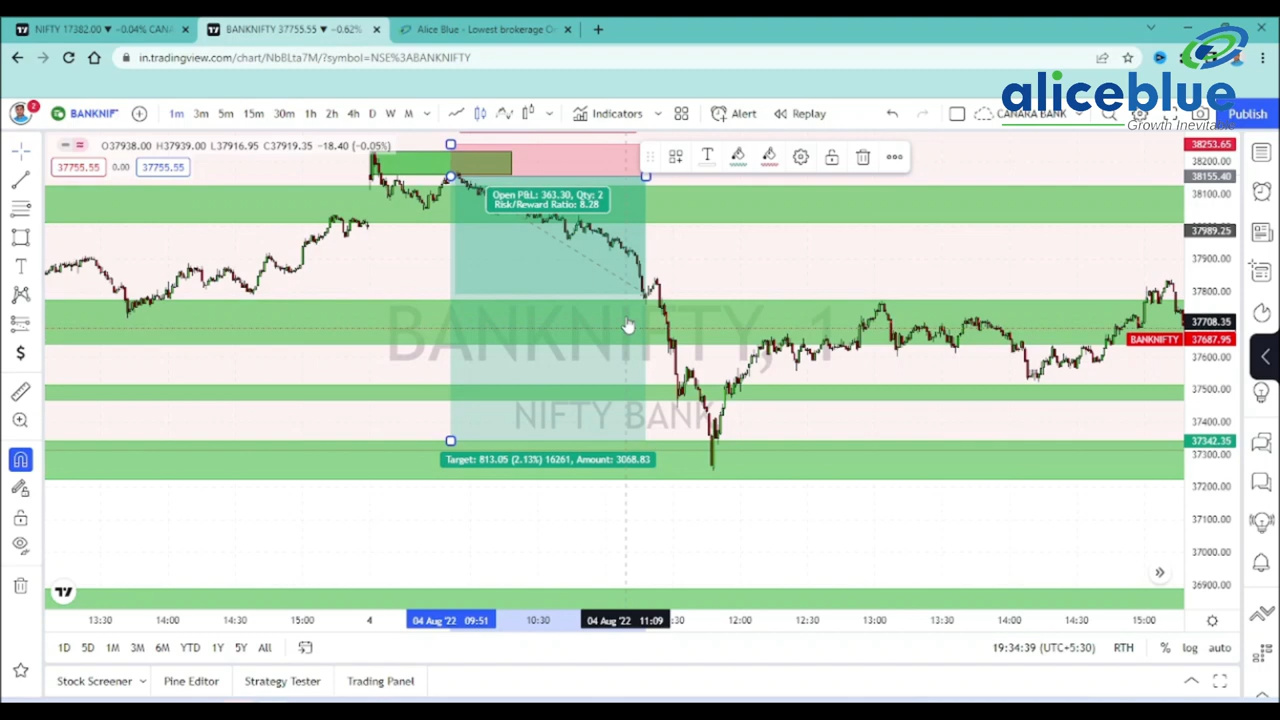 NIFTY 17382.00 ▼ −0.04% CAN
BANKNIFTY 37755.55 ▼ −0.62%
Alice Blue - Lowest brokerage
in.tradingview.com/chart/NbBLta7M/?symbol=NSE%3ABANKNIFTY
aliceblue
Growth Inevitable
2
BANKNIF
1m 3m 5m 15m 30m 1h 2h 4h D W M
Indicators
Alert
Replay
CANARA BANK
Publish
O37938.00 H37939.00 L37916.95 C37919.35 −18.40 (−0.05%)
37755.55 0.00 37755.55
Open P&L: 363.30, Qty: 2
Risk/Reward Ratio: 8.28
BANKNIFTY, 1
NIFTY BANK
Target: 813.05 (2.13%) 16261, Amount: 3068.83
38253.65
38200.00
38155.40
38100.00
37989.25
37900.00
37800.00
37708.35
BANKNIFTY 37687.95
37600.00
37500.00
37400.00
37342.35
37300.00
37200.00
37100.00
37000.00
36900.00
13:30 14:00 14:30 15:00 4 04 Aug '22 09:51 10:30 04 Aug '22 11:09 :30 12:00 12:30 13:00 13:30 14:00 14:30 15:00
1D 5D 1M 3M 6M YTD 1Y 5Y All
19:34:39 (UTC+5:30) RTH % log auto
Stock Screener Pine Editor Strategy Tester Trading Panel